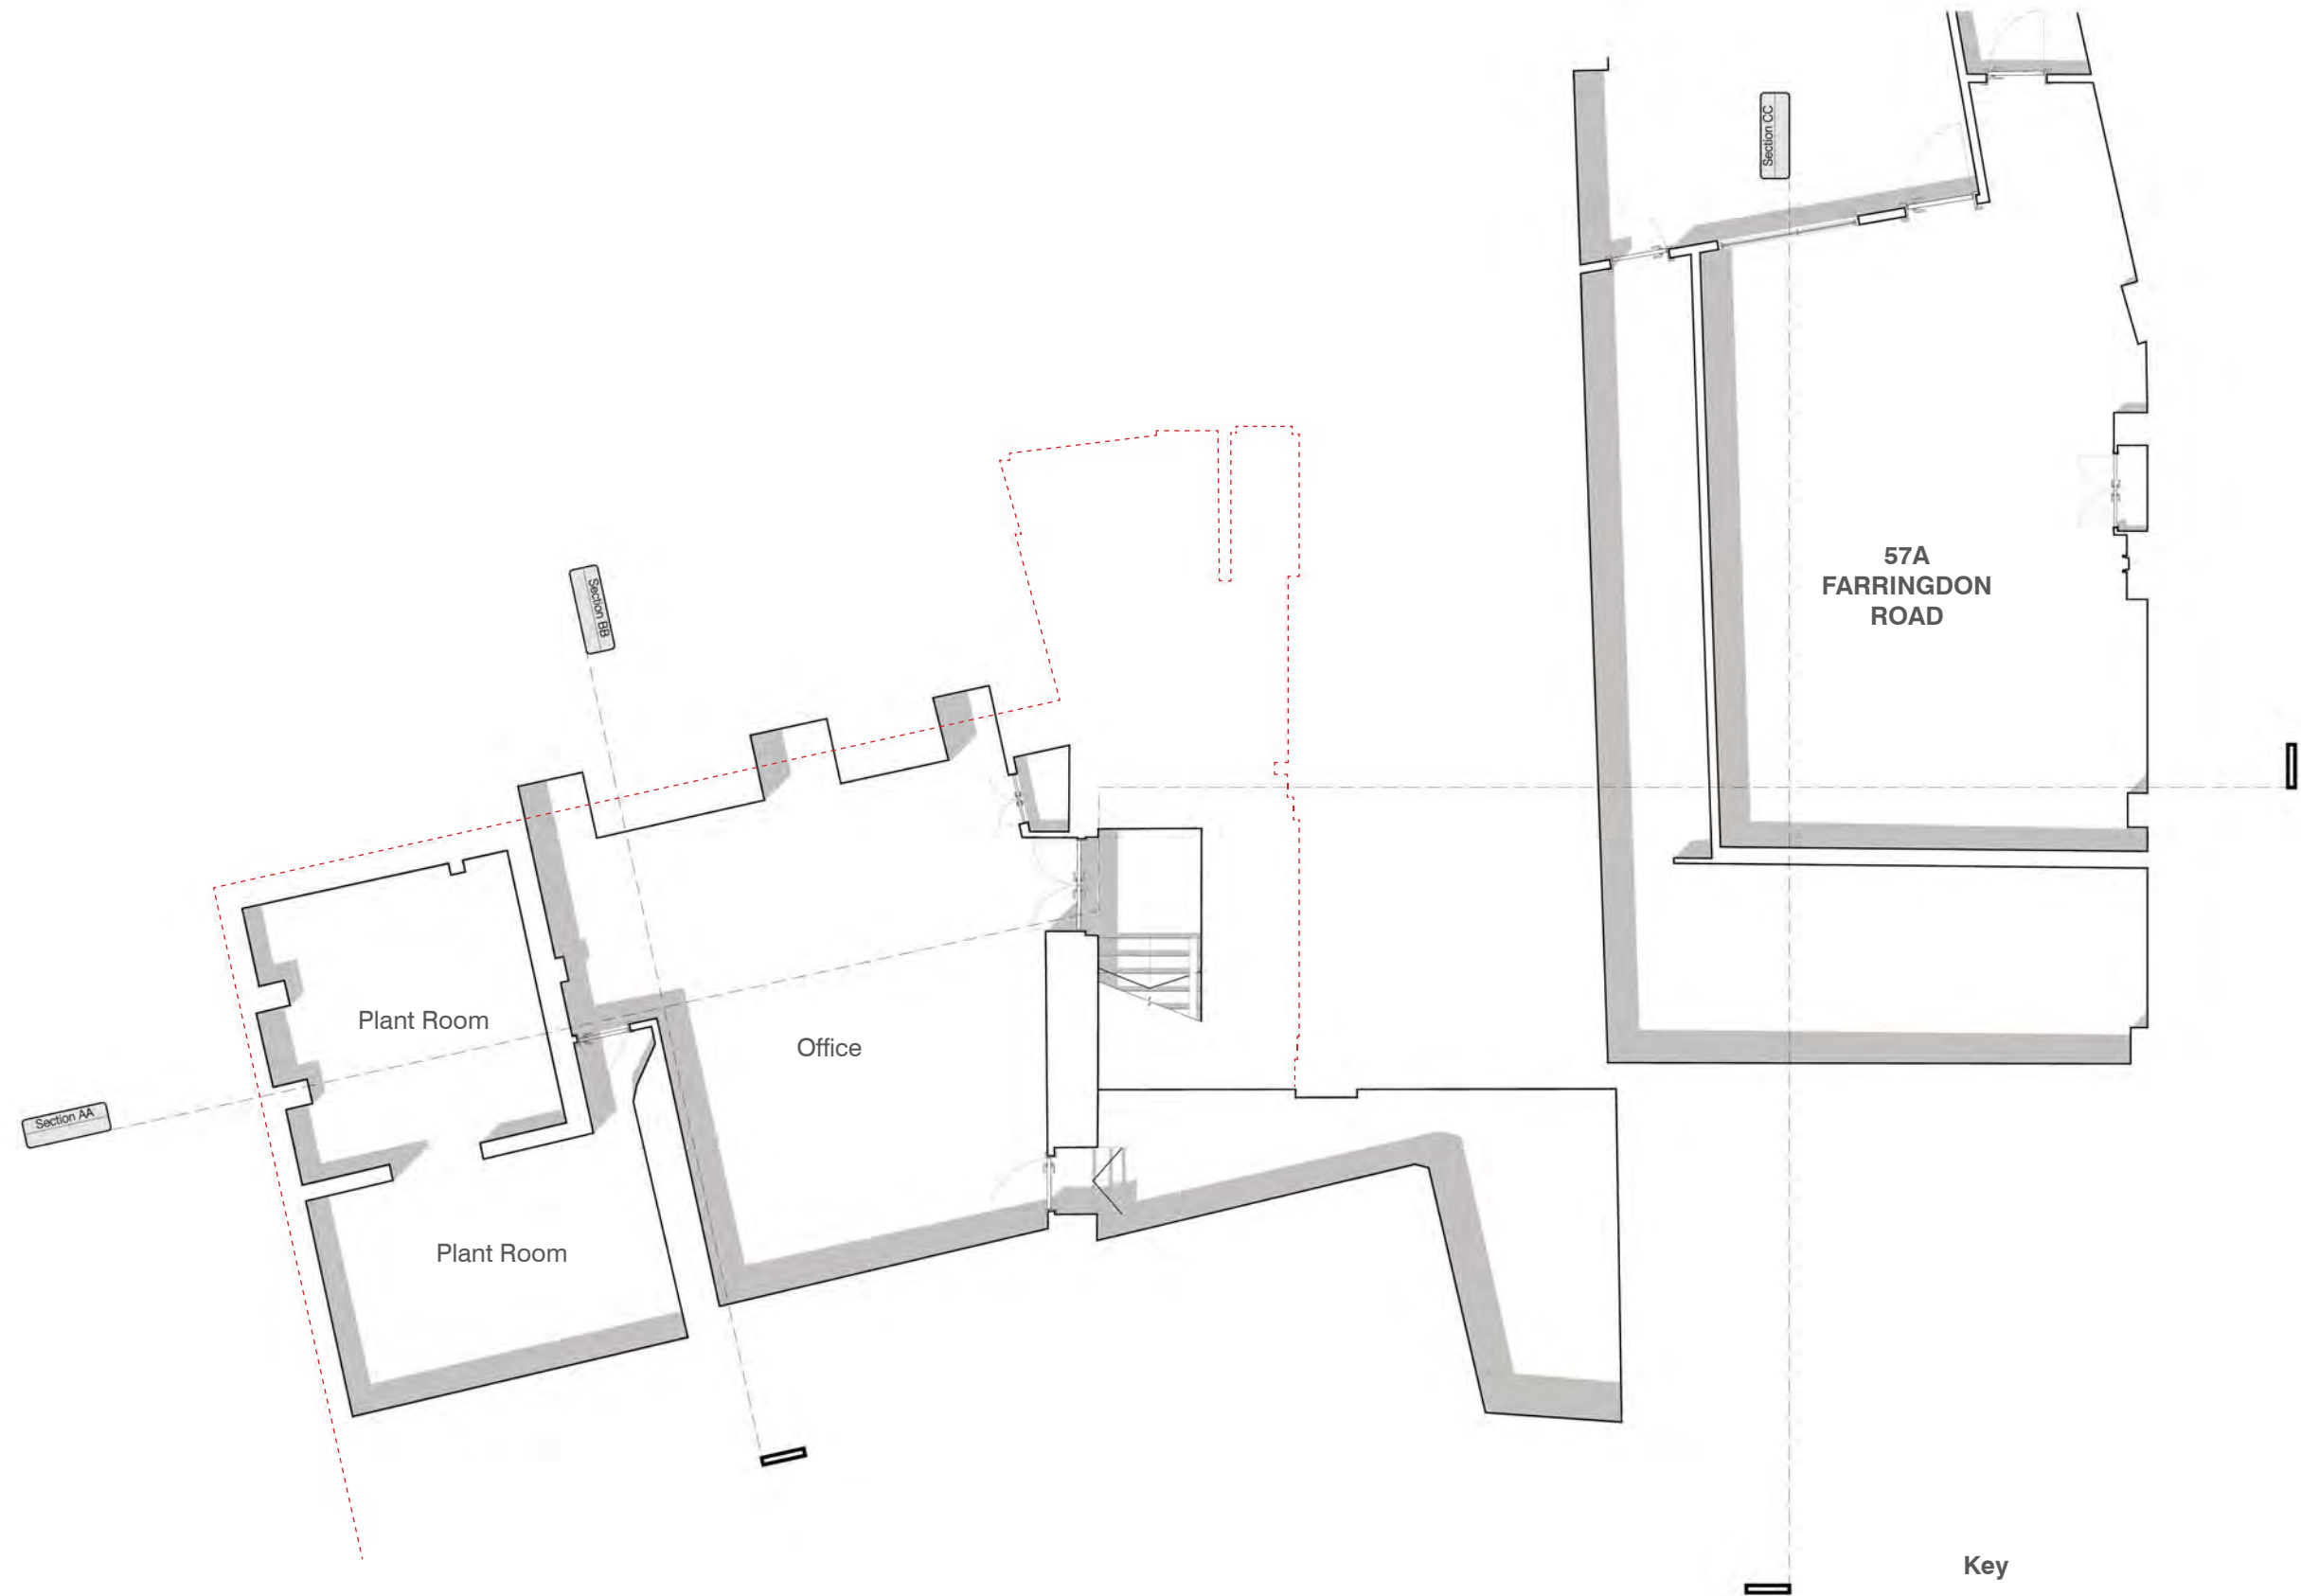 Section CC
57A
FARRINGDON
ROAD
Section BB
Plant Room
Office
Section AA
Plant Room
Key